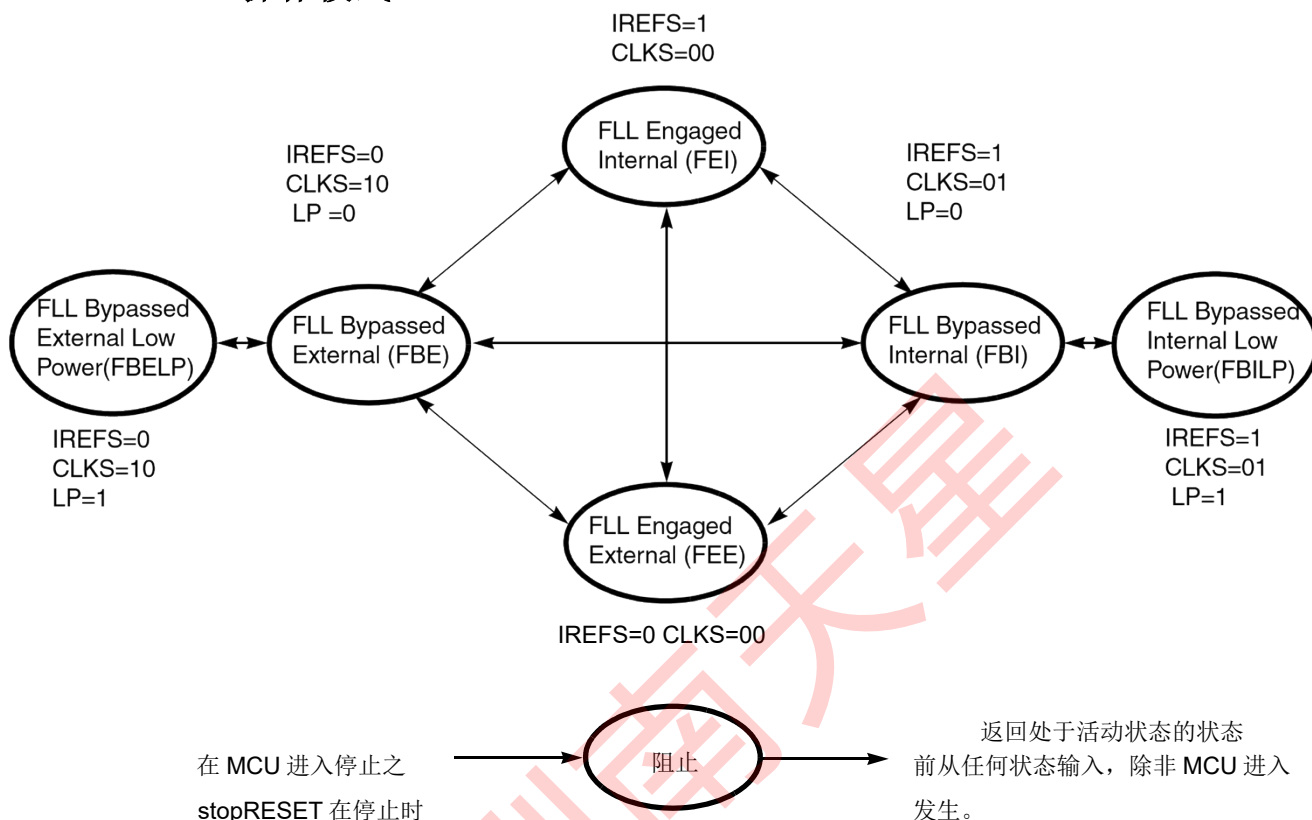 IREFS=1
CLKS=00
FLL Engaged
Internal (FEI)
IREFS=0
CLKS=10
LP =0
IREFS=1
CLKS=01
LP=0
FLL Bypassed
External Low
Power(FBELP)
FLL Bypassed
External (FBE)
FLL Bypassed
Internal (FBI)
FLL Bypassed
Internal Low
Power(FBILP)
IREFS=0
CLKS=10
LP=1
IREFS=1
CLKS=01
LP=1
FLL Engaged
External (FEE)
IREFS=0 CLKS=00
在 MCU 进入停止之
stopRESET 在停止时
阻止
返回处于活动状态的状态
前从任何状态输入，除非 MCU 进入
发生。
南天星